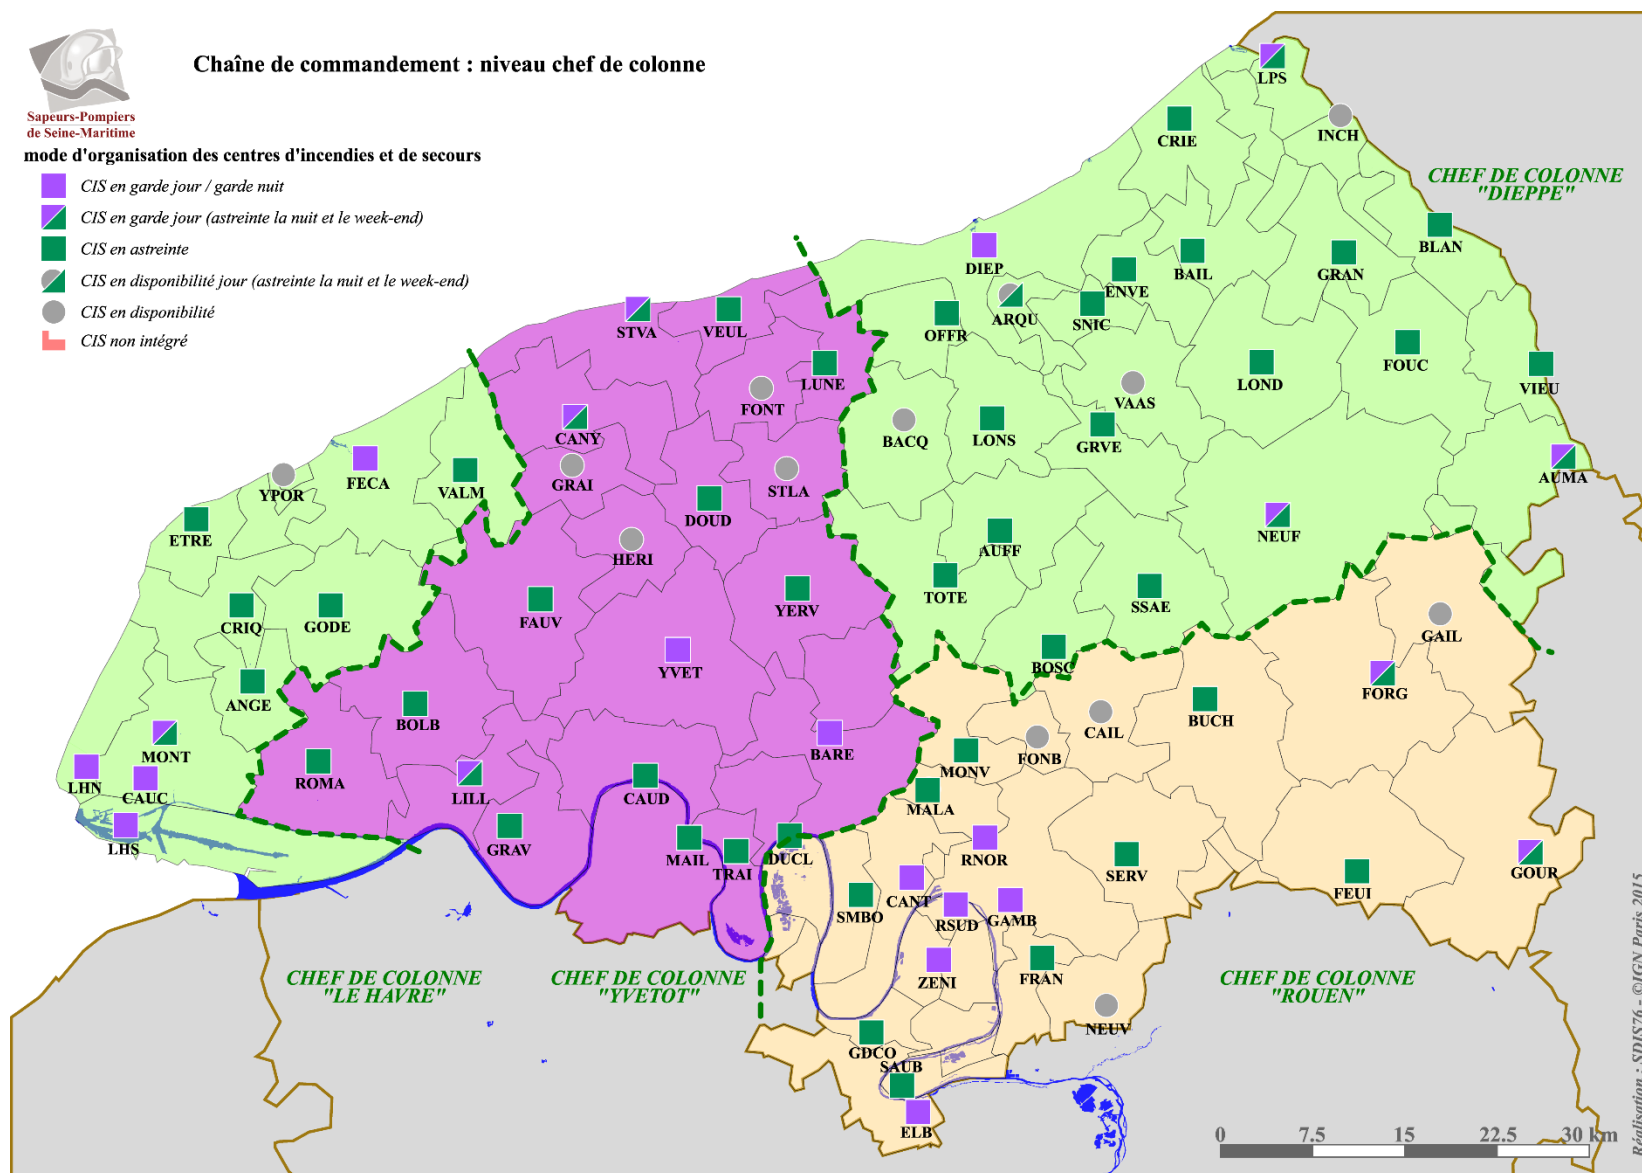 Chaîne de commandement : niveau chef de colonne
Sapeurs-Pompiers
de Seine-Maritime
mode d'organisation des centres d'incendies et de secours
CIS en garde jour / garde nuit
CIS en garde jour (astreinte la nuit et le week-end)
CIS en astreinte
CIS en disponibilité jour (astreinte la nuit et le week-end)
CIS en disponibilité
CIS non intégré
LPS
INCH
CRIE
CHEF DE COLONNE
"DIEPPE"
BLAN
DIEP
BAIL
GRAN
ENVE
ARQU
SNIC
OFFR
STVA
VEUL
LUNE
LOND
FOUC
VIEU
FONT
VAAS
CANY
BACQ
LONS
GRVE
AUMA
FECA
YPOR
VALM
GRAI
STLA
DOUD
NEUF
ETRE
HERI
AUFF
TOTE
SSAE
CRIQ
GODE
FAUV
YERV
GAIL
YVET
BOSC
FORG
ANGE
BOLB
BUCH
CAIL
MONT
BARE
MONV
FONB
LHN
CAUC
ROMA
LILL
CAUD
MALA
LHS
GRAV
MAIL
TRAI
DUCL
RNOR
SERV
GOUR
FEUI
SMBO
CANT
RSUD
GAMB
ZENI
FRAN
CHEF DE COLONNE
"LE HAVRE"
CHEF DE COLONNE
"YVETOT"
CHEF DE COLONNE
"ROUEN"
NEUV
GDCO
SAUB
ELB
0 7.5 15 22.5 30 km
Réalisation : SDIS76 - ©IGN Paris 2015